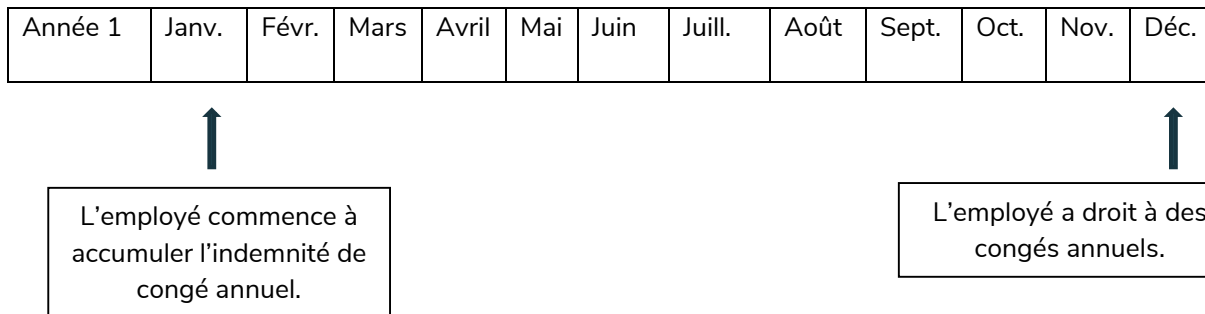 Année 1 Janv. Févr. Mars Avril Mai Juin Juill. Août Sept. Oct. Nov. Déc.
L'employé commence à
accumuler l'indemnité de
congé annuel.
L'employé a droit à des
congés annuels.